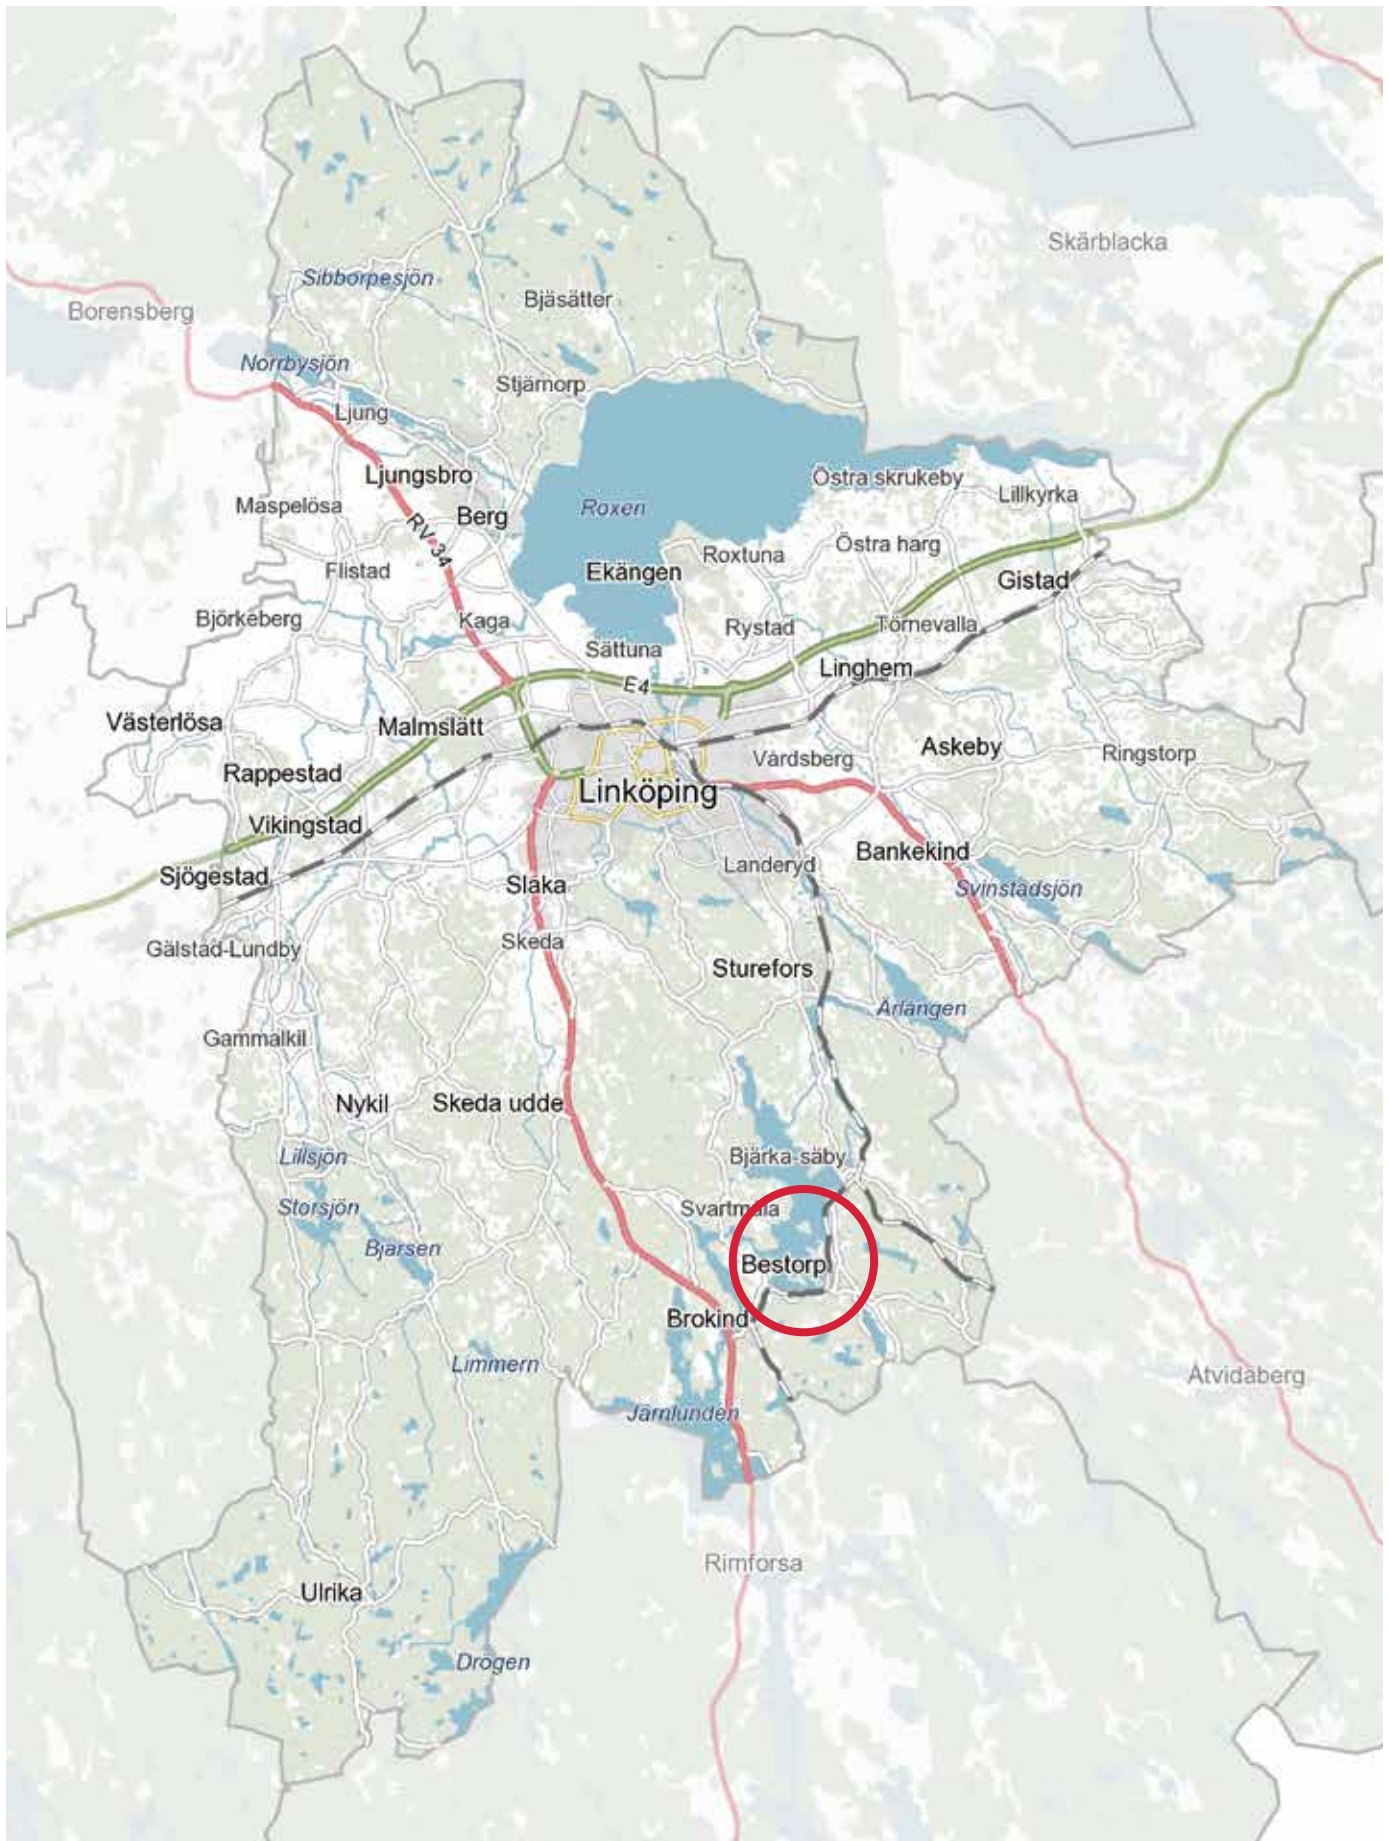 Skärblacka
Sibborpesjön
Bjäsätter
Borensberg
Norrbysjön
Stjärnorp
Ljung
Ljungsbro
Östra skrukeby
Lillkyrka
Maspelösa
Roxen
Berg
RV 34
Östra harg
Roxtuna
Flistad
Ekängen
Gistad
Björkeberg
Kaga
Rystad
Törnevalla
Sättuna
Linghem
E4
Västerlösa
Malmslätt
Askeby
Ringstorp
Vårdsberg
Rappestad
Linköping
Vikingstad
Bankekind
Landeryd
Sjögestad
Slaka
Svinstadsjön
Skeda
Gälstad-Lundby
Sturefors
Ärlången
Gammalkil
Nykil
Skeda udde
Lillsjön
Bjärka-säby
Storsjön
Svartmåla
Bjärsen
Bestorp
Brokind
Limmern
Åtvidaberg
Järnlunden
Rimforsa
Ulrika
Drögen